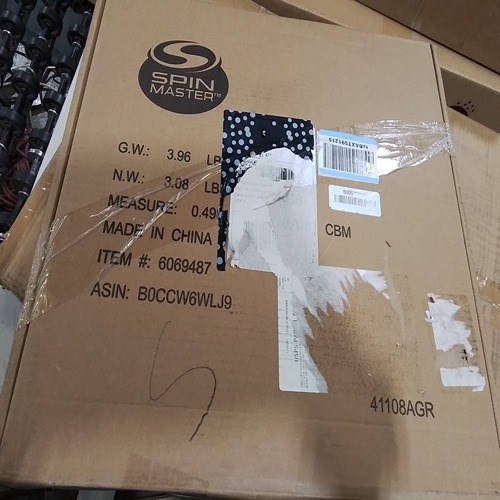 SPIN
MASTER™
G.W.: 3.96 LB
N.W.: 3.08 LB
MEASURE: 0.49
CBM
MADE IN CHINA
ITEM #: 6069487
ASIN: B0CCW6WLJ9
41108AGR